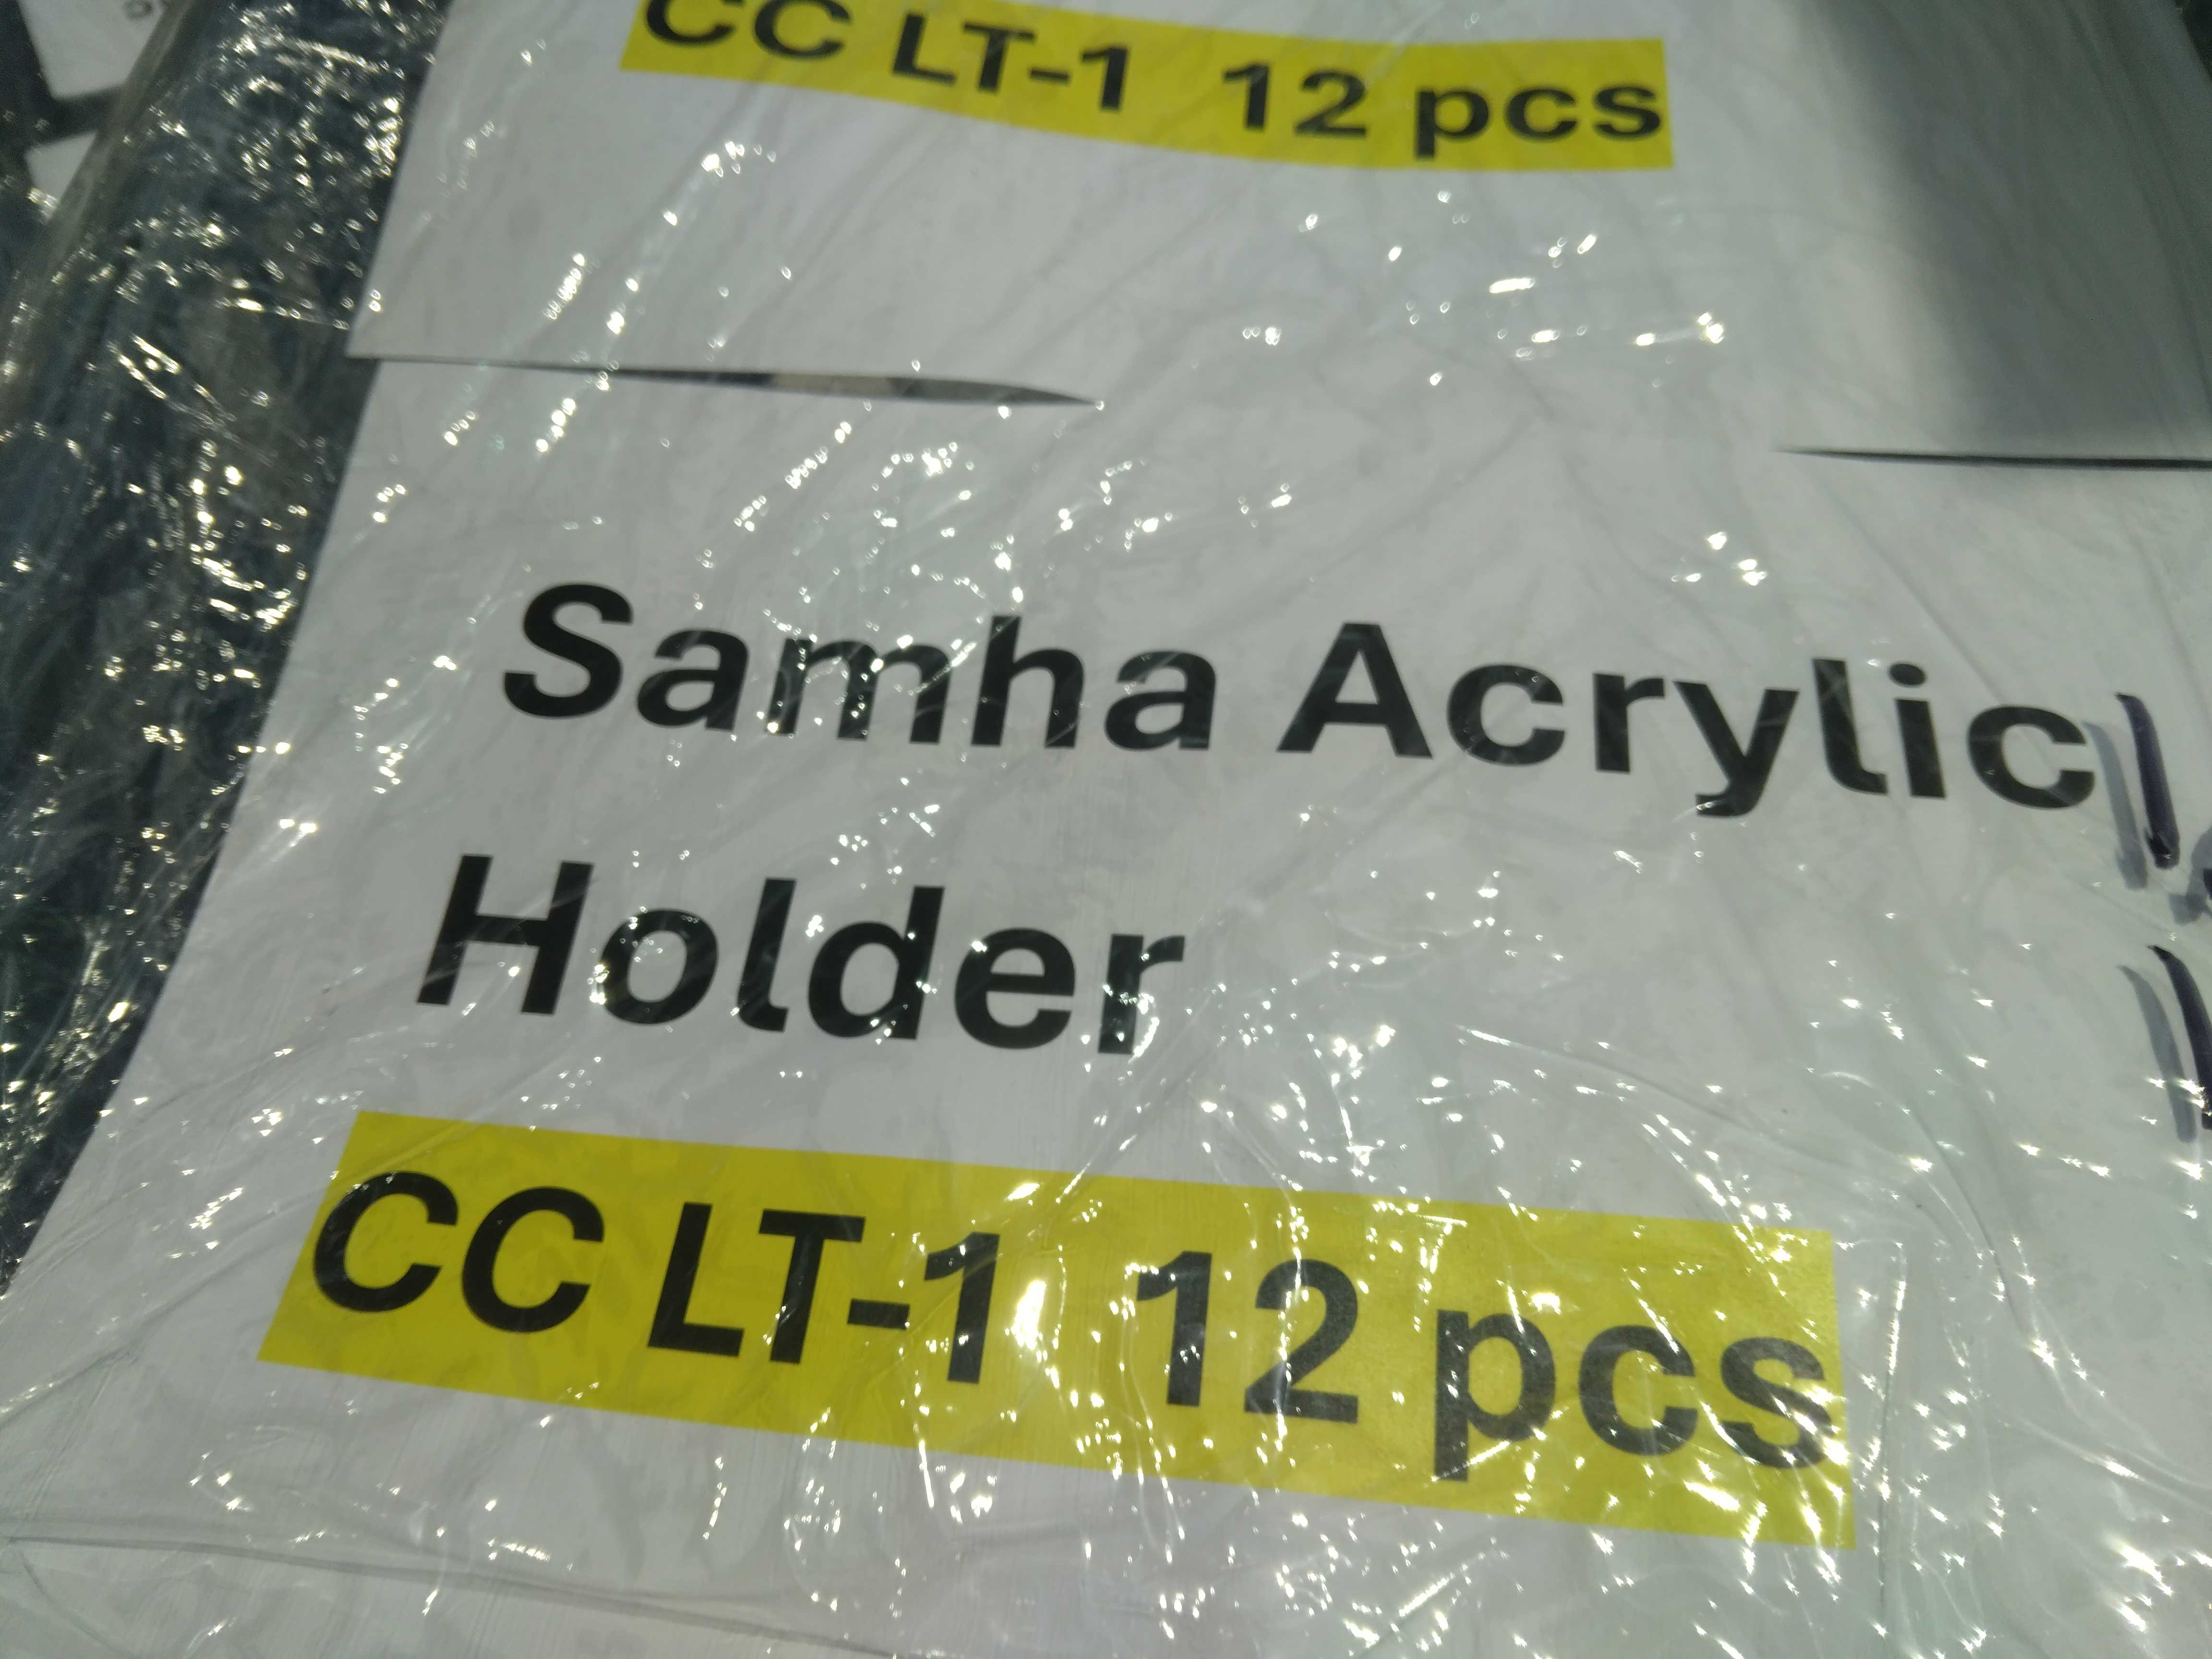 CC LT-1 12 pcs
Samha Acrylic
Holder
CC LT-1 12 pcs